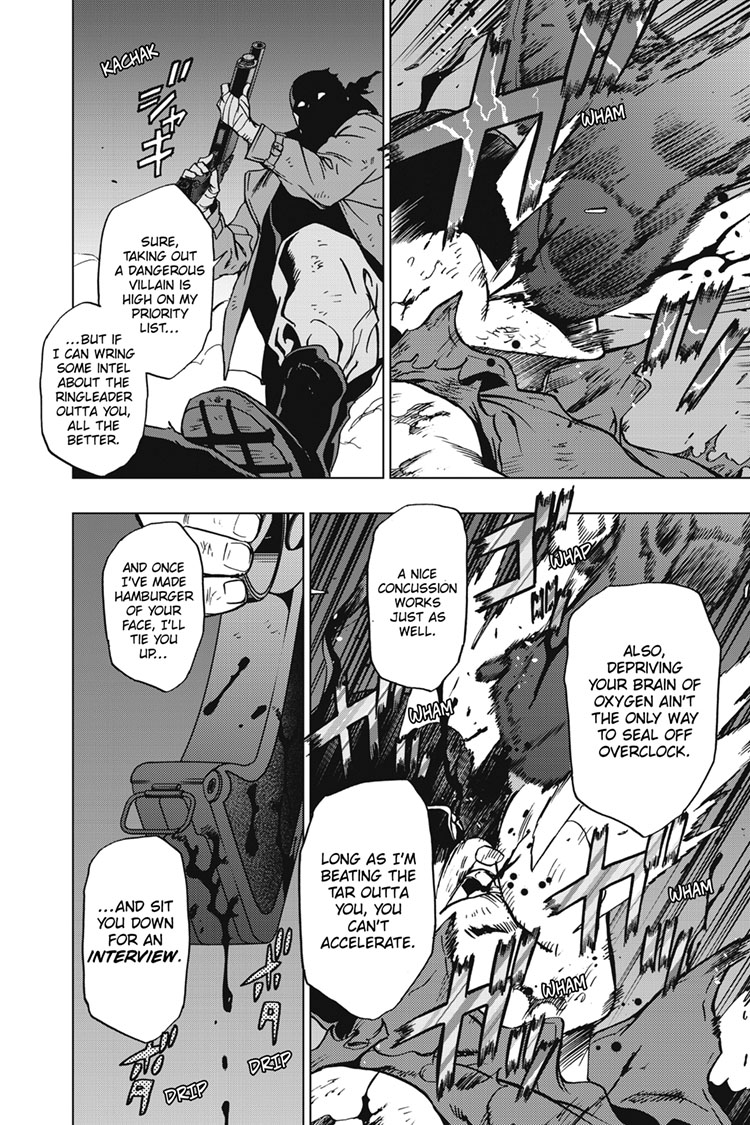 WHAM
KACHAK
ジャキ
SURE,
TAKING OUT
A DANGEROUS
VILLAIN IS
HIGH ON MY
PRIORITY
LIST...
...BUT IF
I CAN WRING
SOME INTEL
ABOUT THE
RINGLEADER
OUTTA YOU,
ALL THE
BETTER.
WHAP
ALSO,
DEPRIVING
YOUR BRAIN OF
OXYGEN AIN'T
THE ONLY WAY
TO SEAL OFF
OVERCLOCK.
A NICE
CONCUSSION
WORKS
JUST AS
WELL.
WHAM
WHAM
WHAM
LONG AS I'M
BEATING THE
TAR OUTTA
YOU, YOU
CAN'T
ACCELERATE.
AND ONCE
I'VE MADE
HAMBURGER
OF YOUR
FACE, I'LL
TIE YOU
UP...
...AND SIT
YOU DOWN
FOR AN
INTERVIEW.
DRIP
DRIP